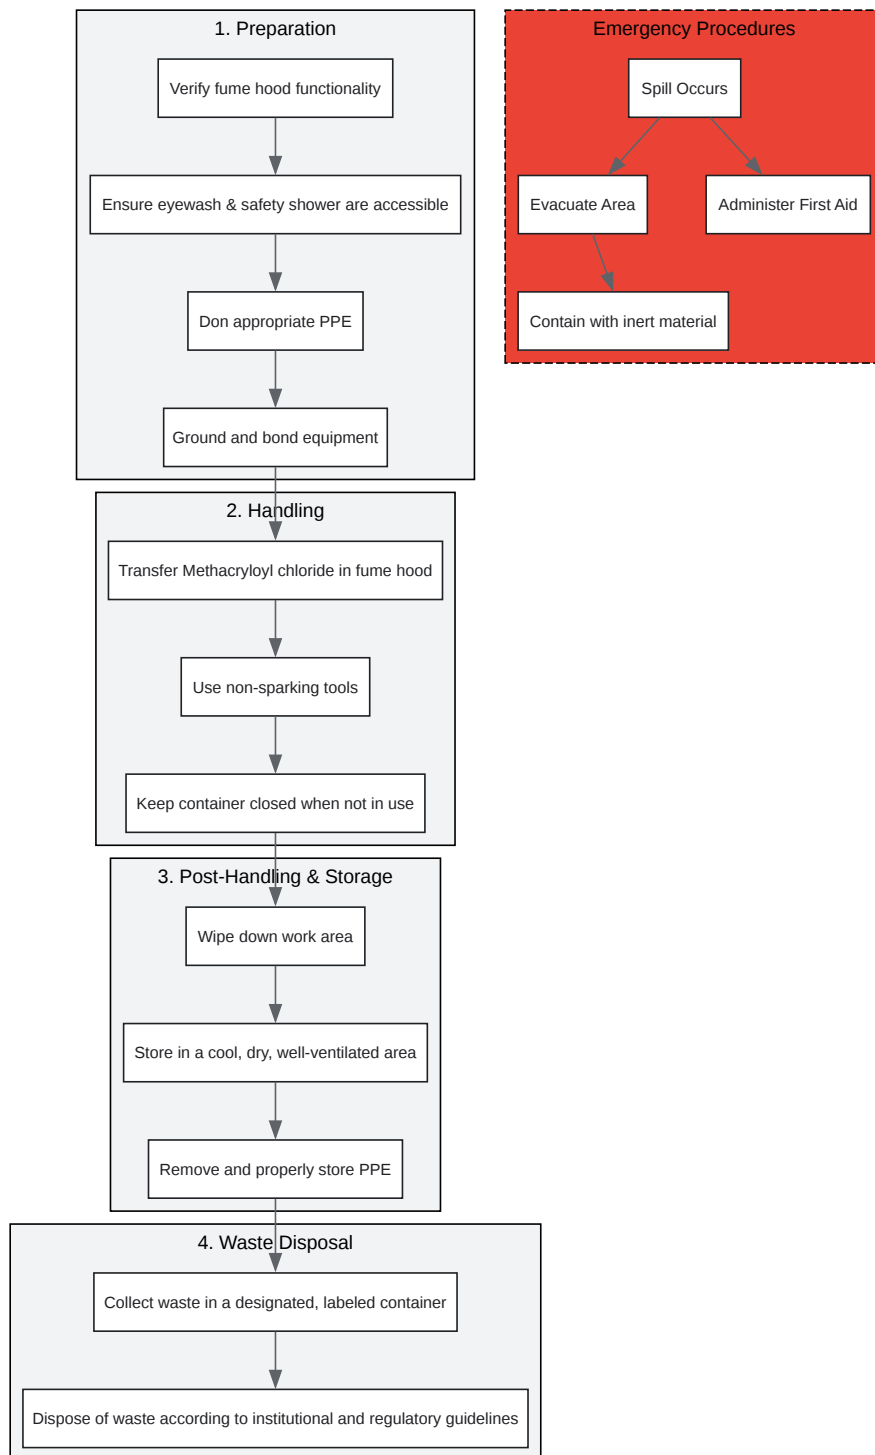 1. Preparation
Verify fume hood functionality
Ensure eyewash & safety shower are accessible
Don appropriate PPE
Ground and bond equipment
2. Handling
Transfer Methacryloyl chloride in fume hood
Use non-sparking tools
Keep container closed when not in use
3. Post-Handling & Storage
Wipe down work area
Store in a cool, dry, well-ventilated area
Remove and properly store PPE
4. Waste Disposal
Collect waste in a designated, labeled container
Dispose of waste according to institutional and regulatory guidelines
Emergency Procedures
Spill Occurs
Evacuate Area
Administer First Aid
Contain with inert material